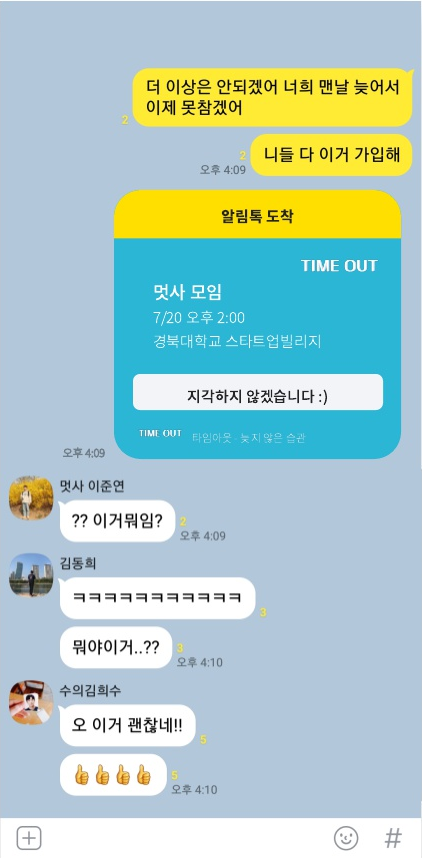 더 이상은 안되겠어 너희 맨날 늦어서
이제 못참겠어
2
니들 다 이거 가입해
2
오후 4:09
알림톡 도착
TIME OUT
멋사 모임
7/20 오후 2:00
경북대학교 스타트업빌리지
지각하지 않겠습니다 :)
TIME OUT 타임아웃 - 늦지 않은 습관
오후 4:09
멋사 이준연
?? 이거뭐임?
2
오후 4:09
김동희
ㅋㅋㅋㅋㅋㅋㅋㅋㅋㅋㅋ
3
뭐야이거..??
3
오후 4:10
수의김희수
오 이거 괜찮네!!
5
👍👍👍👍
5
오후 4:10